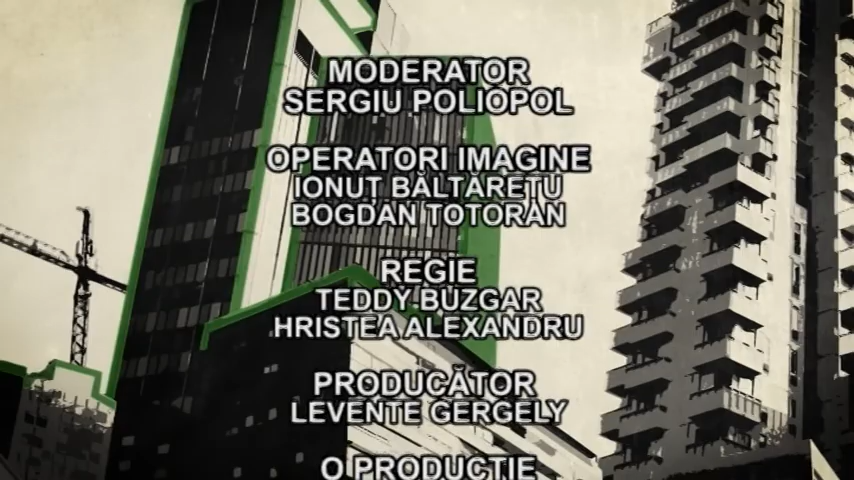 MODERATOR
SERGIU POLIOPOL
OPERATORI IMAGINE
IONUȚ BĂLTĂREȚU
BOGDAN TOTORAN
REGIE
TEDDY BUZGAR
HRISTEA ALEXANDRU
PRODUCĂTOR
LEVENTE GERGELY
O PRODUCȚIE